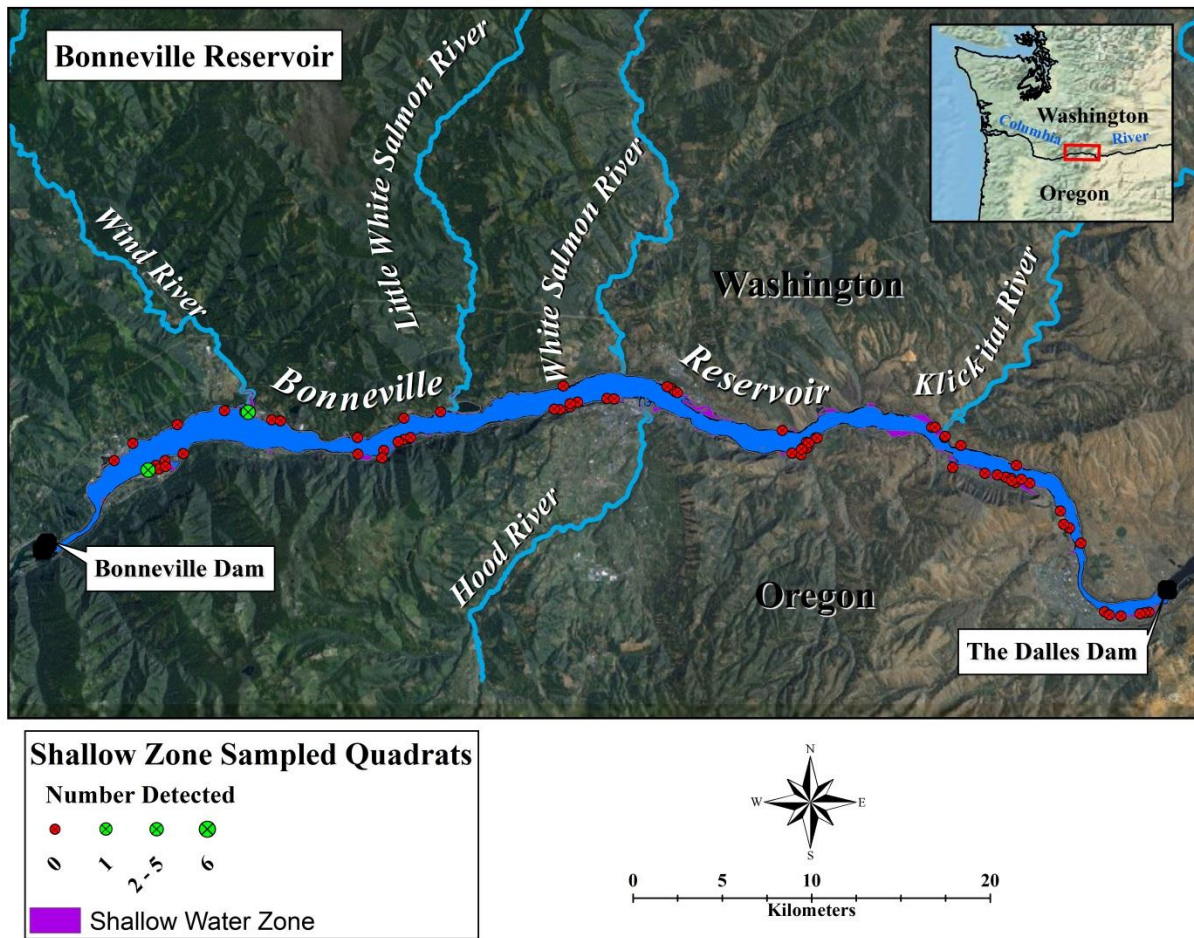 Bonneville Reservoir
Washington
Columbia
River
Oregon
Wind River
Little White Salmon River
White Salmon River
Washington
Klickitat River
Bonneville
Reservoir
Hood River
Oregon
Bonneville Dam
The Dalles Dam
Shallow Zone Sampled Quadrats
Number Detected
0
1
2 - 5
6
Shallow Water Zone
N
W
E
S
0
5
10
20
Kilometers